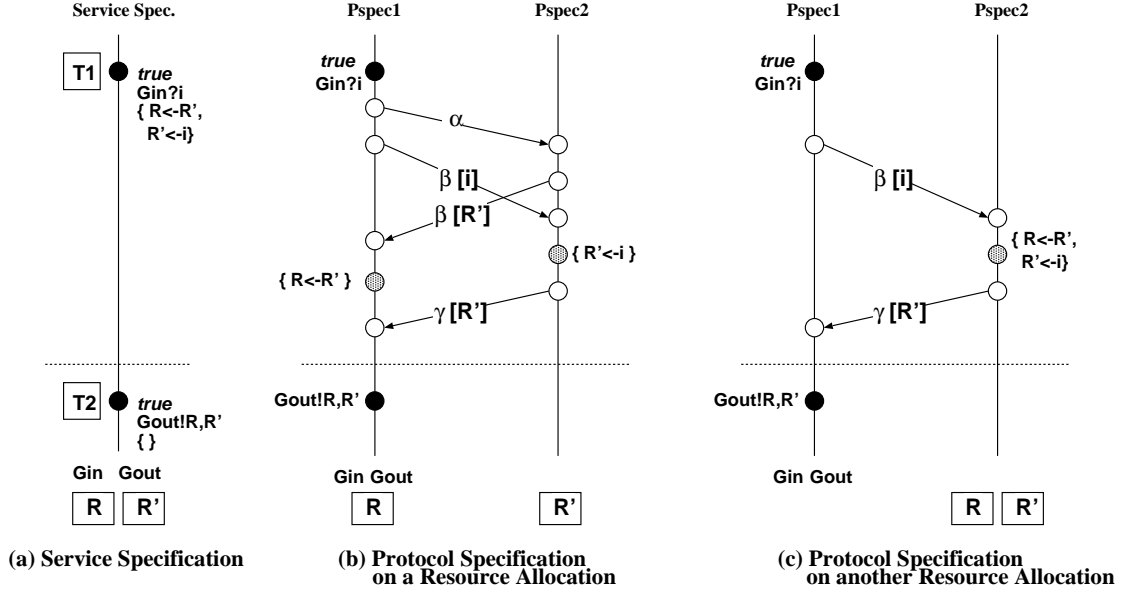 Service Spec.
T1
true
Gin?i
{ R<-R',
R'<-i}
T2
true
Gout!R,R'
{ }
Gin Gout
R R'
(a) Service Specification
Pspec1 Pspec2
true
Gin?i
α
β [i]
β [R']
{ R<-R' }
{ R'<-i }
γ [R']
Gout!R,R'
Gin Gout
R R'
(b) Protocol Specification
on a Resource Allocation
Pspec1 Pspec2
true
Gin?i
β [i]
{ R<-R',
R'<-i}
γ [R']
Gout!R,R'
Gin Gout
R R'
(c) Protocol Specification
on another Resource Allocation